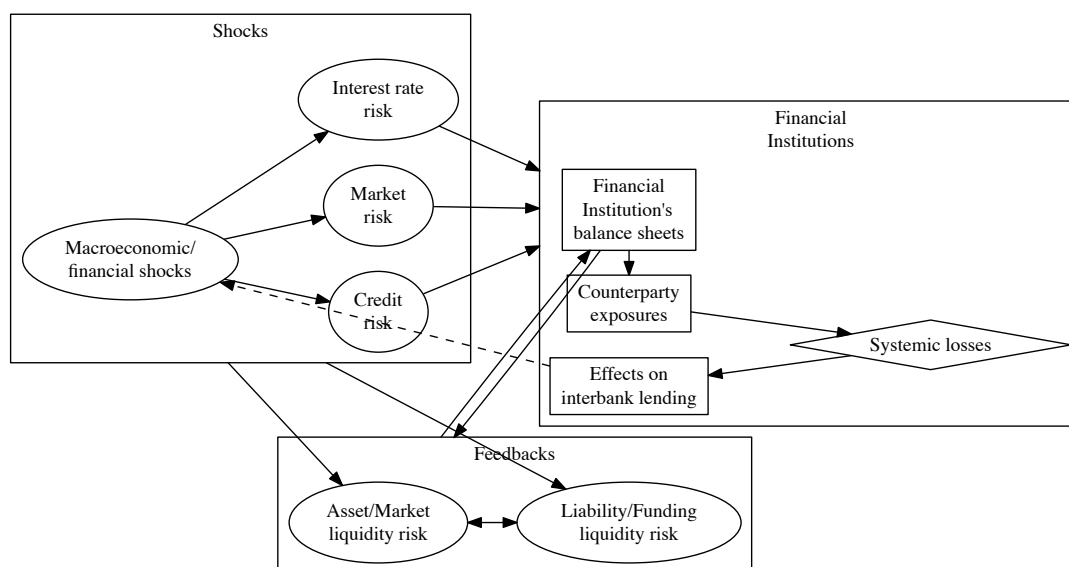 Shocks
Interest rate
risk
Market
risk
Macroeconomic/
financial shocks
Credit
risk
Financial
Institutions
Financial
Institution's
balance sheets
Counterparty
exposures
Systemic losses
Effects on
interbank lending
Feedbacks
Asset/Market
liquidity risk
Liability/Funding
liquidity risk